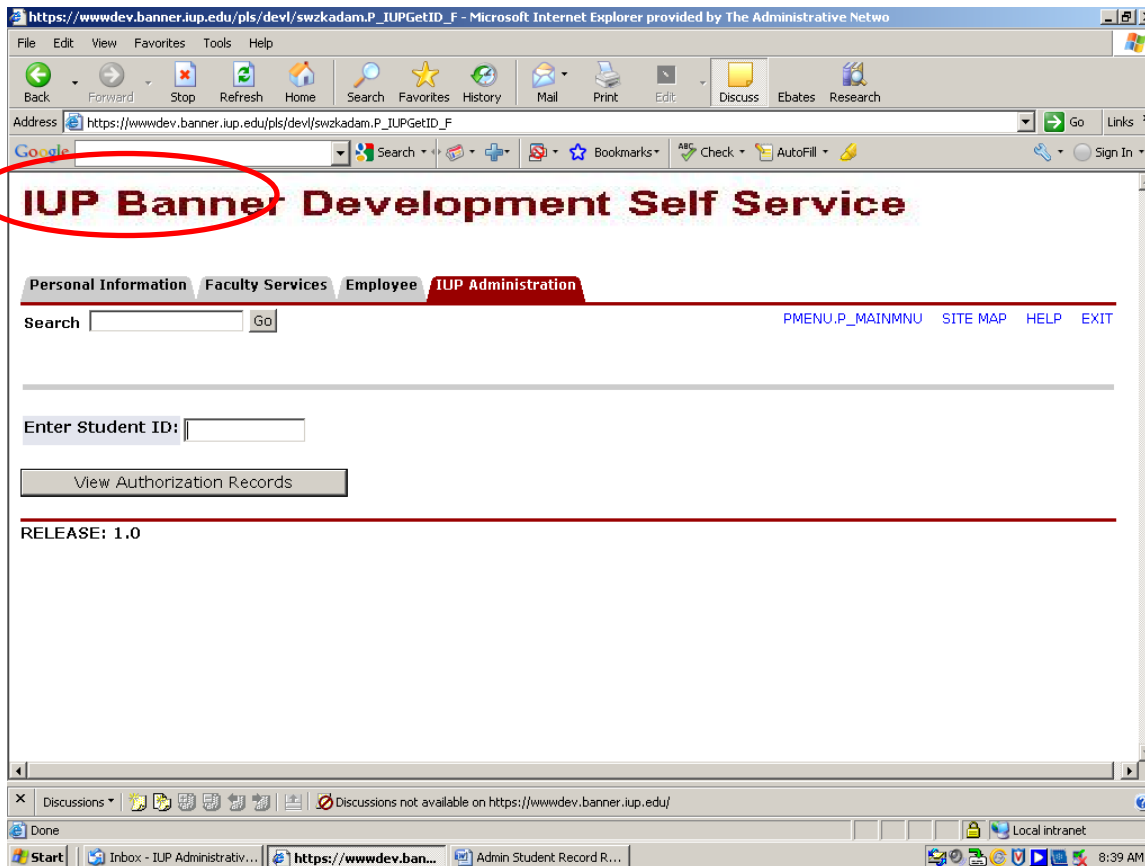 https://wwwdev.banner.iup.edu/pls/devl/swzkadam.P_IUPGetID_F - Microsoft Internet Explorer provided by The Administrative Netwo
File Edit View Favorites Tools Help
Back Forward Stop Refresh Home Search Favorites History Mail Print Edit Discuss Ebates Research
Address https://wwwdev.banner.iup.edu/pls/devl/swzkadam.P_IUPGetID_F Go Links
Google Search Bookmarks ABC Check AutoFill Sign In
IUP Banner Development Self Service
Personal Information Faculty Services Employee IUP Administration
Search Go PMENU.P_MAINMNU SITE MAP HELP EXIT
Enter Student ID:
View Authorization Records
RELEASE: 1.0
Discussions Discussions not available on https://wwwdev.banner.iup.edu/
Done Local intranet
Start Inbox - IUP Administrativ... https://wwwdev.ban... Admin Student Record R... 8:39 AM